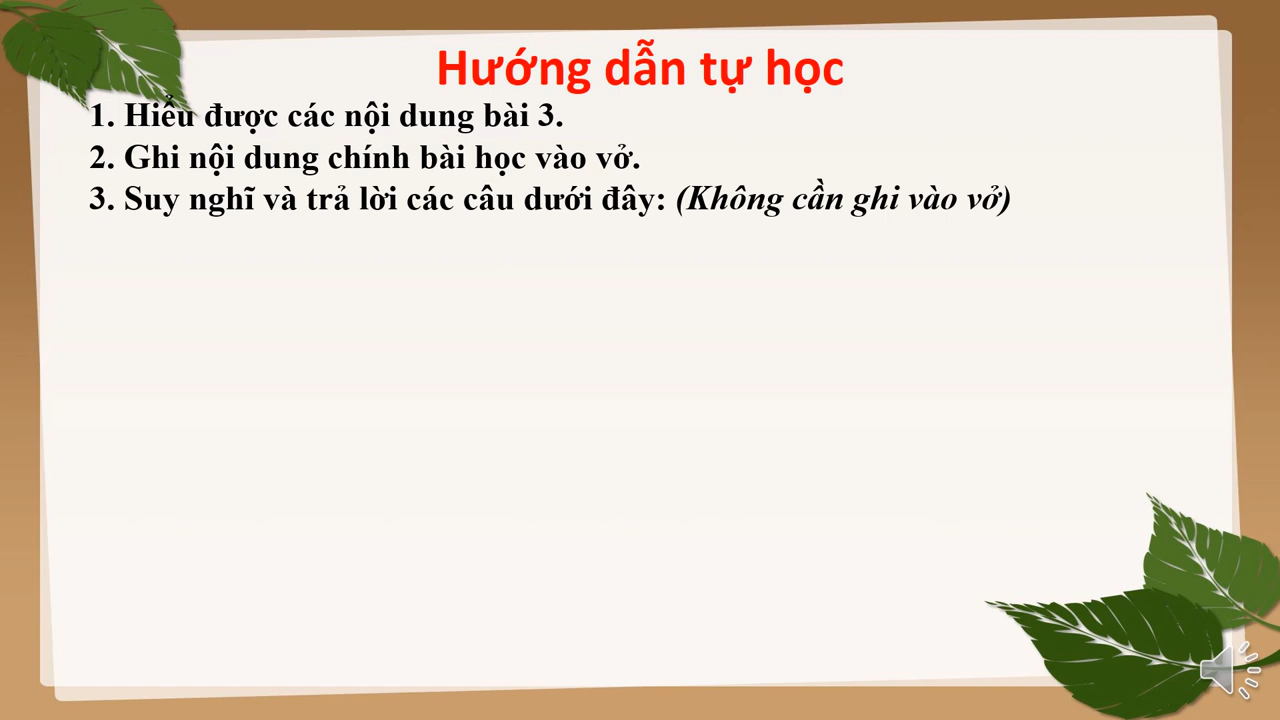 Hướng dẫn tự học
1. Hiểu được các nội dung bài 3.
2. Ghi nội dung chính bài học vào vở.
3. Suy nghĩ và trả lời các câu dưới đây: (Không cần ghi vào vở)